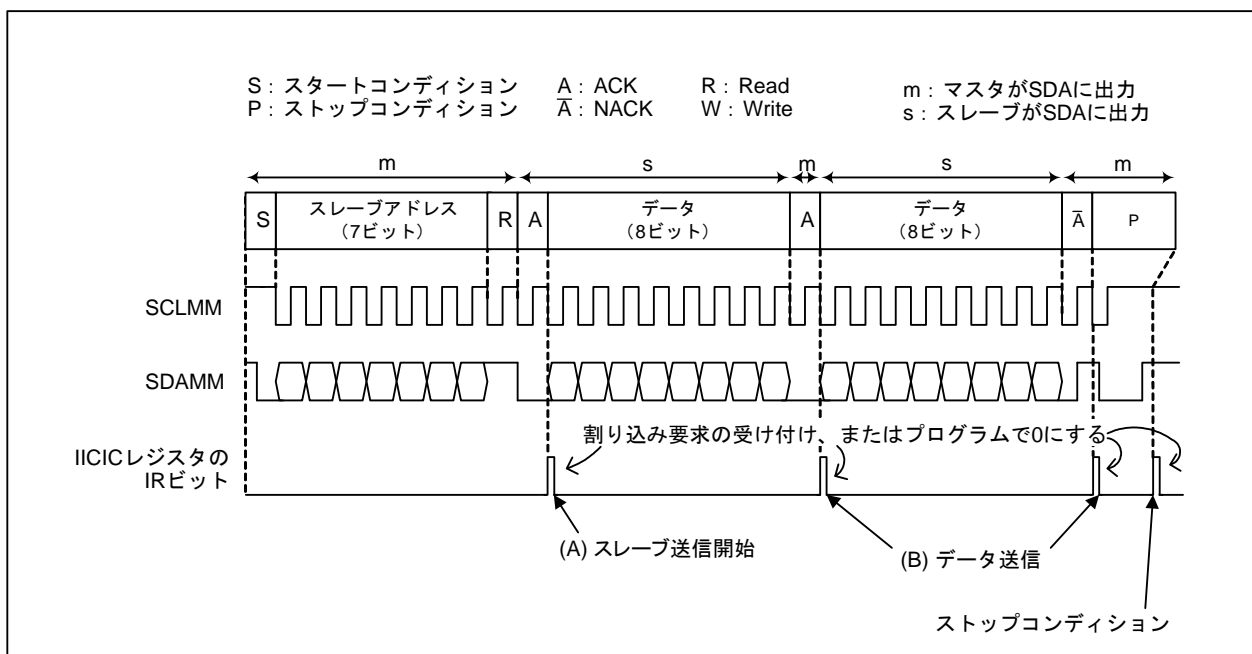 S：スタートコンディション A：ACK R：Read m：マスタがSDAに出力
P：ストップコンディション A̅：NACK W：Write s：スレーブがSDAに出力
m s m s m
S スレーブアドレス（7ビット） R A データ（8ビット） A データ（8ビット） A̅ P
SCLMM
SDAMM
割り込み要求の受け付け、またはプログラムで0にする
IICICレジスタの
IRビット
(A) スレーブ送信開始
(B) データ送信
ストップコンディション